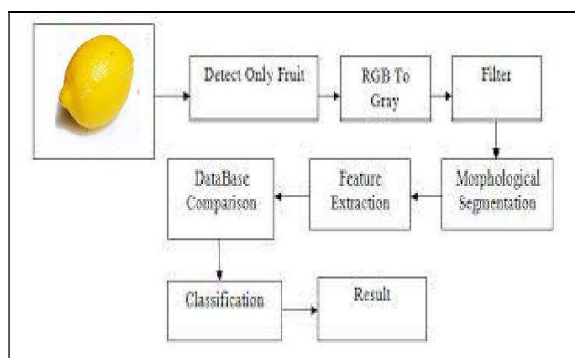 Detect Only Fruit
RGB To
Gray
Filter
Morphological
Segmentation
Feature
Extraction
DataBase
Comparison
Classification
Result